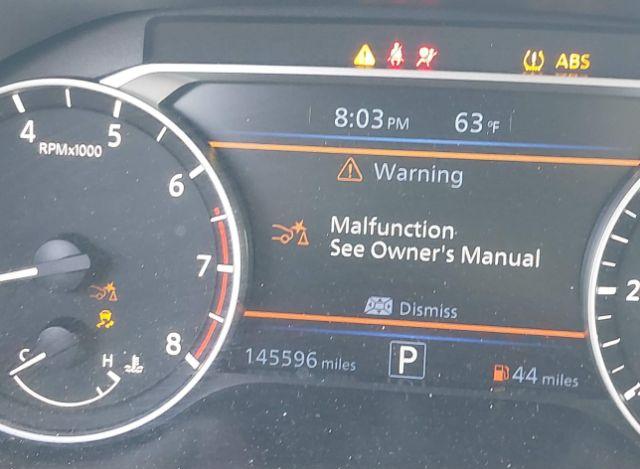 ABS
8:03 PM 63 °F
4 5 6 7 8
RPMx1000
Warning
Malfunction
See Owner's Manual
Dismiss
C H
145596 miles P 44 miles
2